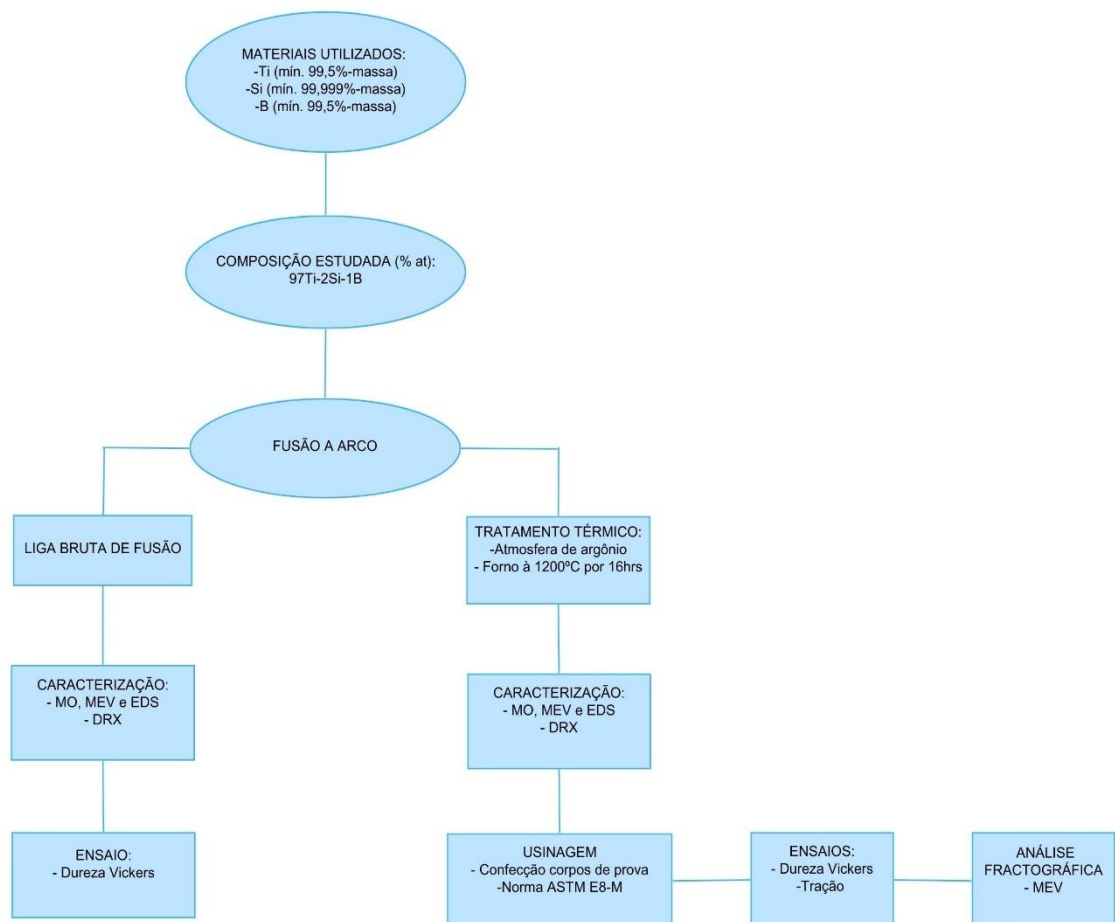 MATERIAIS UTILIZADOS:
-Ti (mín. 99,5%-massa)
-Si (mín. 99,999%-massa)
-B (mín. 99,5%-massa)
COMPOSIÇÃO ESTUDADA (% at):
97Ti-2Si-1B
FUSÃO A ARCO
LIGA BRUTA DE FUSÃO
TRATAMENTO TÉRMICO:
-Atmosfera de argônio
- Forno à 1200ºC por 16hrs
CARACTERIZAÇÃO:
- MO, MEV e EDS
- DRX
CARACTERIZAÇÃO:
- MO, MEV e EDS
- DRX
ENSAIO:
- Dureza Vickers
USINAGEM
- Confecção corpos de prova
-Norma ASTM E8-M
ENSAIOS:
- Dureza Vickers
-Tração
ANÁLISE
FRACTOGRÁFICA
- MEV